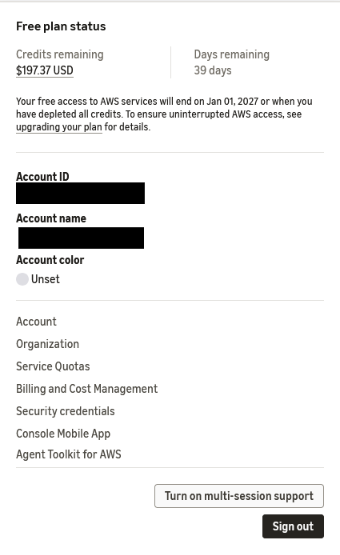 Free plan status
Credits remaining
$197.37 USD
Days remaining
39 days
Your free access to AWS services will end on Jan 01, 2027 or when you
have depleted all credits. To ensure uninterrupted AWS access, see
upgrading your plan for details.
Account ID
Account name
Account color
Unset
Account
Organization
Service Quotas
Billing and Cost Management
Security credentials
Console Mobile App
Agent Toolkit for AWS
Turn on multi-session support
Sign out